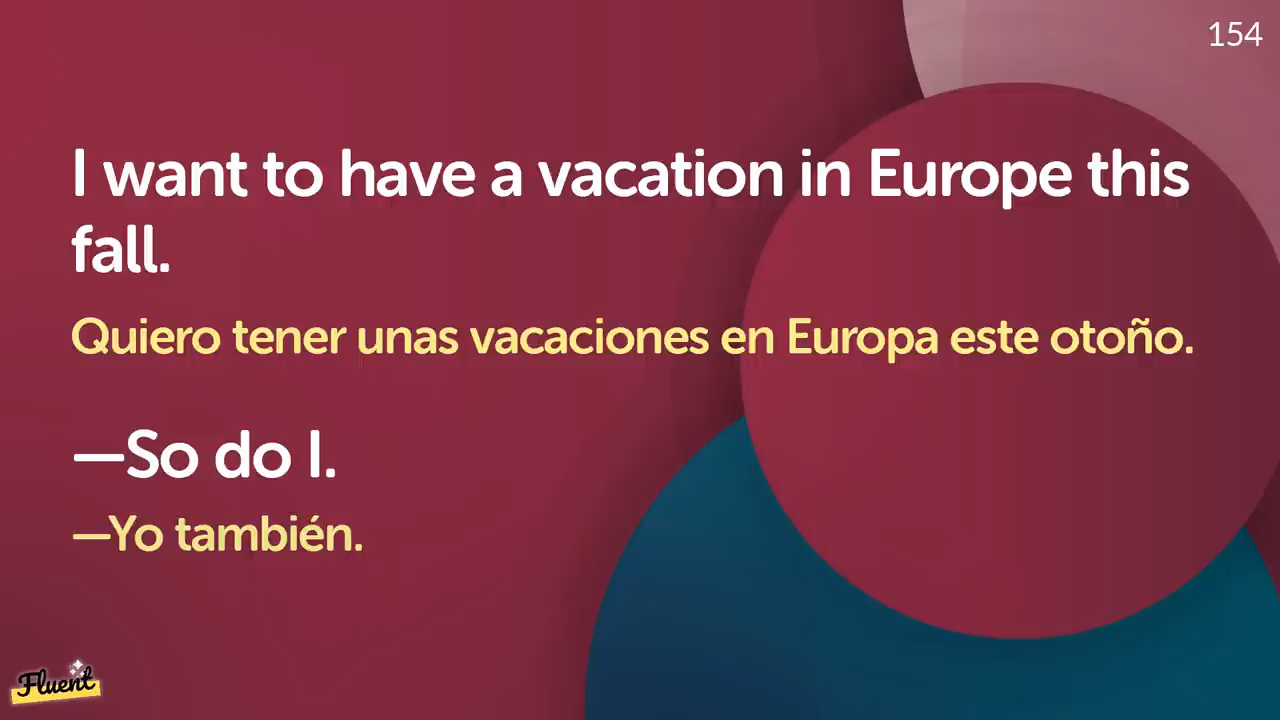 154
I want to have a vacation in Europe this
fall.
Quiero tener unas vacaciones en Europa este otoño.
—So do I.
—Yo también.
Fluent